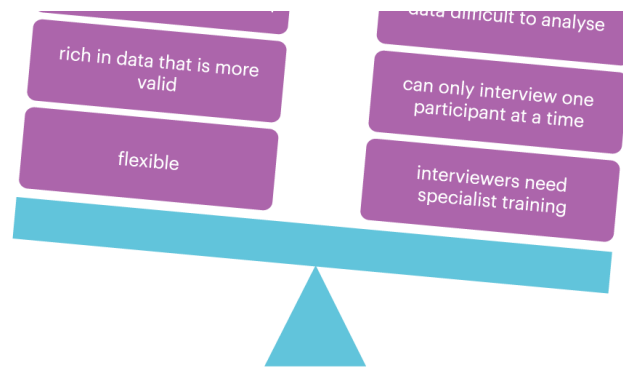 rich in data that is more
valid
flexible
data difficult to analyse
can only interview one
participant at a time
interviewers need
specialist training